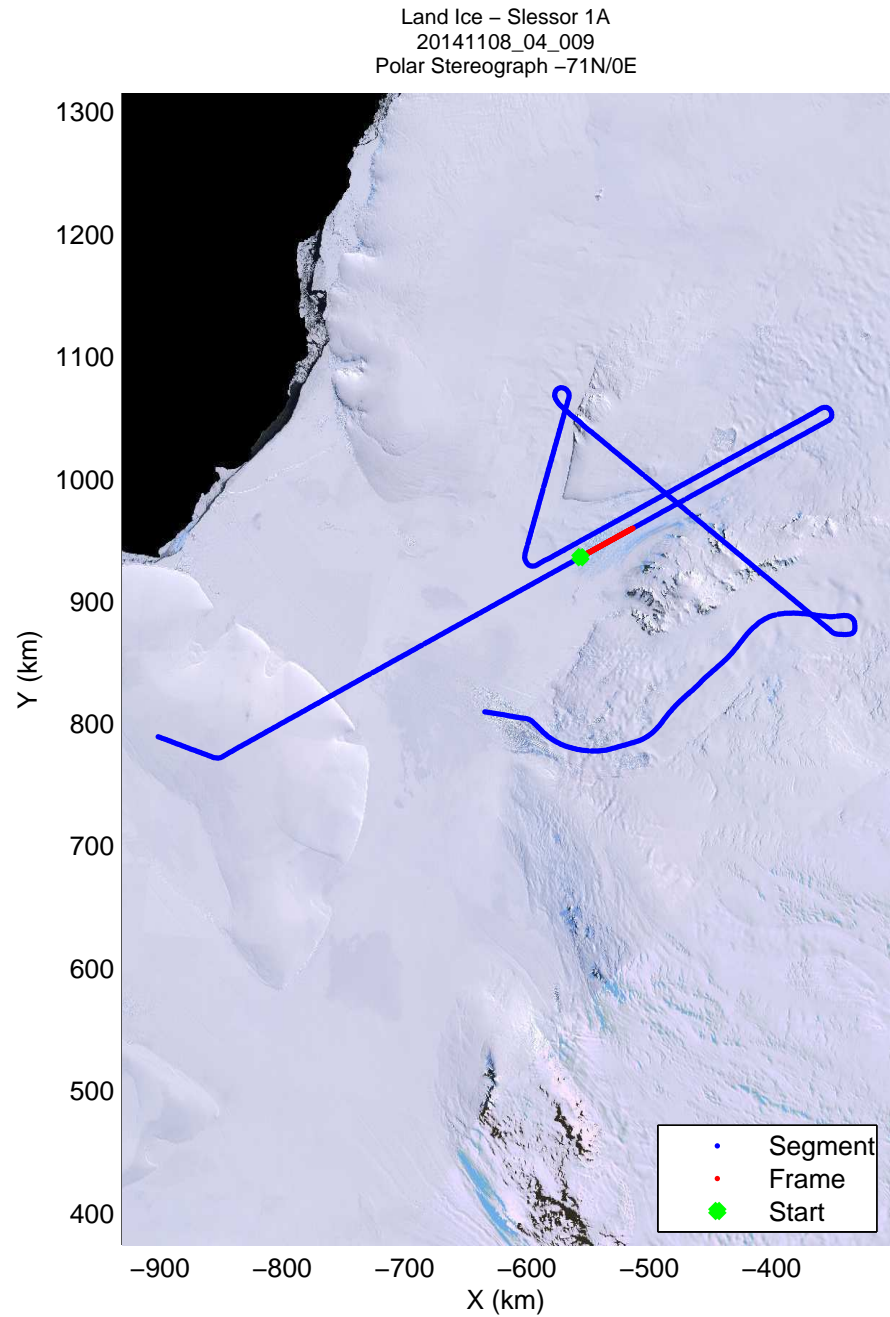 Land Ice − Slessor 1A
20141108_04_009
Polar Stereograph −71N/0E
1300
1200
1100
1000
900
800
700
600
500
400
Y (km)
−900 −800 −700 −600 −500 −400
X (km)
Segment
Frame
Start